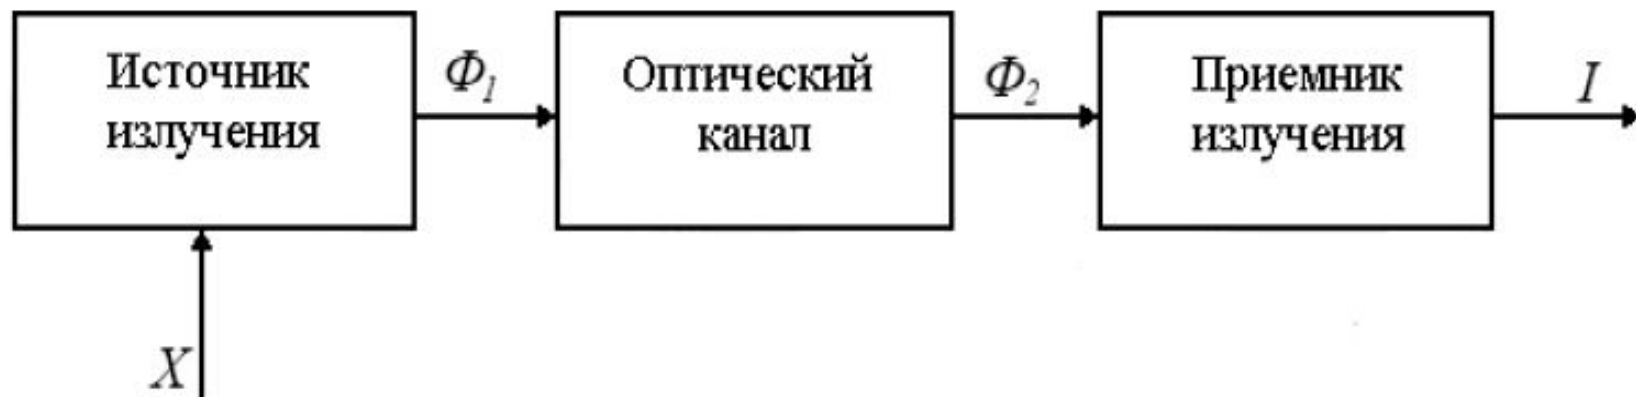 Источник
излучения
Φ1
Оптический
канал
Φ2
Приемник
излучения
I
X